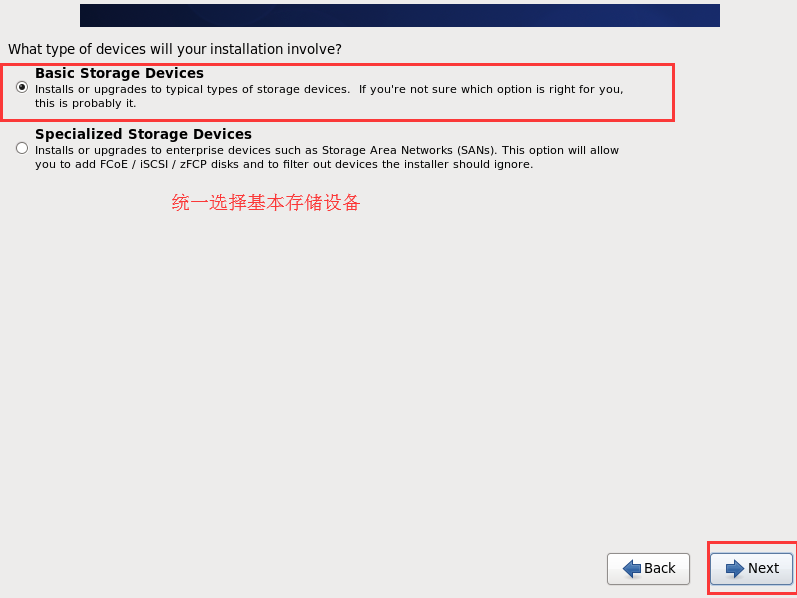 What type of devices will your installation involve?
Basic Storage Devices
Installs or upgrades to typical types of storage devices.  If you're not sure which option is right for you,
this is probably it.
Specialized Storage Devices
Installs or upgrades to enterprise devices such as Storage Area Networks (SANs). This option will allow
you to add FCoE / iSCSI / zFCP disks and to filter out devices the installer should ignore.
统一选择基本存储设备
Back
Next